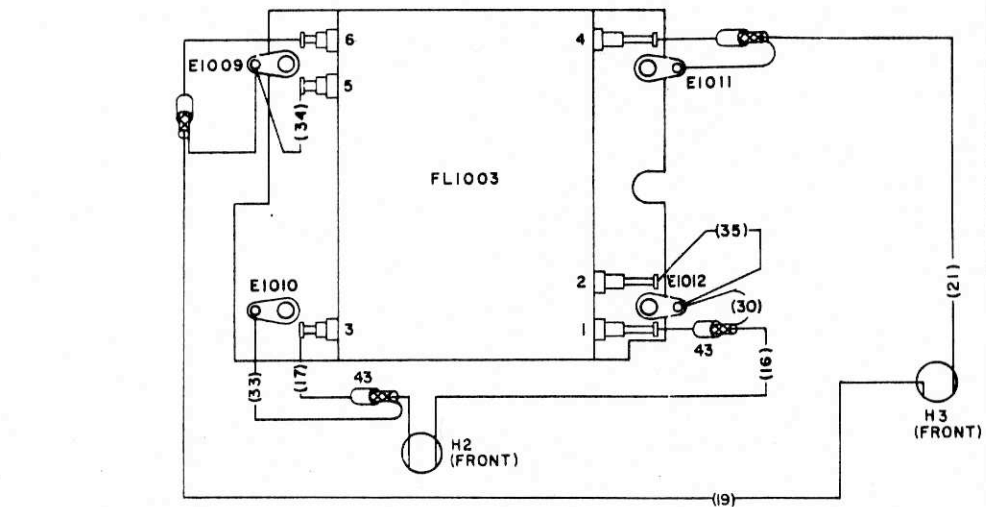 6
4
E1009
5
E1011
(34)
FL1003
(35)
2
E1012
E1010
(30)
(21)
3
1
43
(33)
(17)
43
(16)
H2
(FRONT)
H3
(FRONT)
(19)